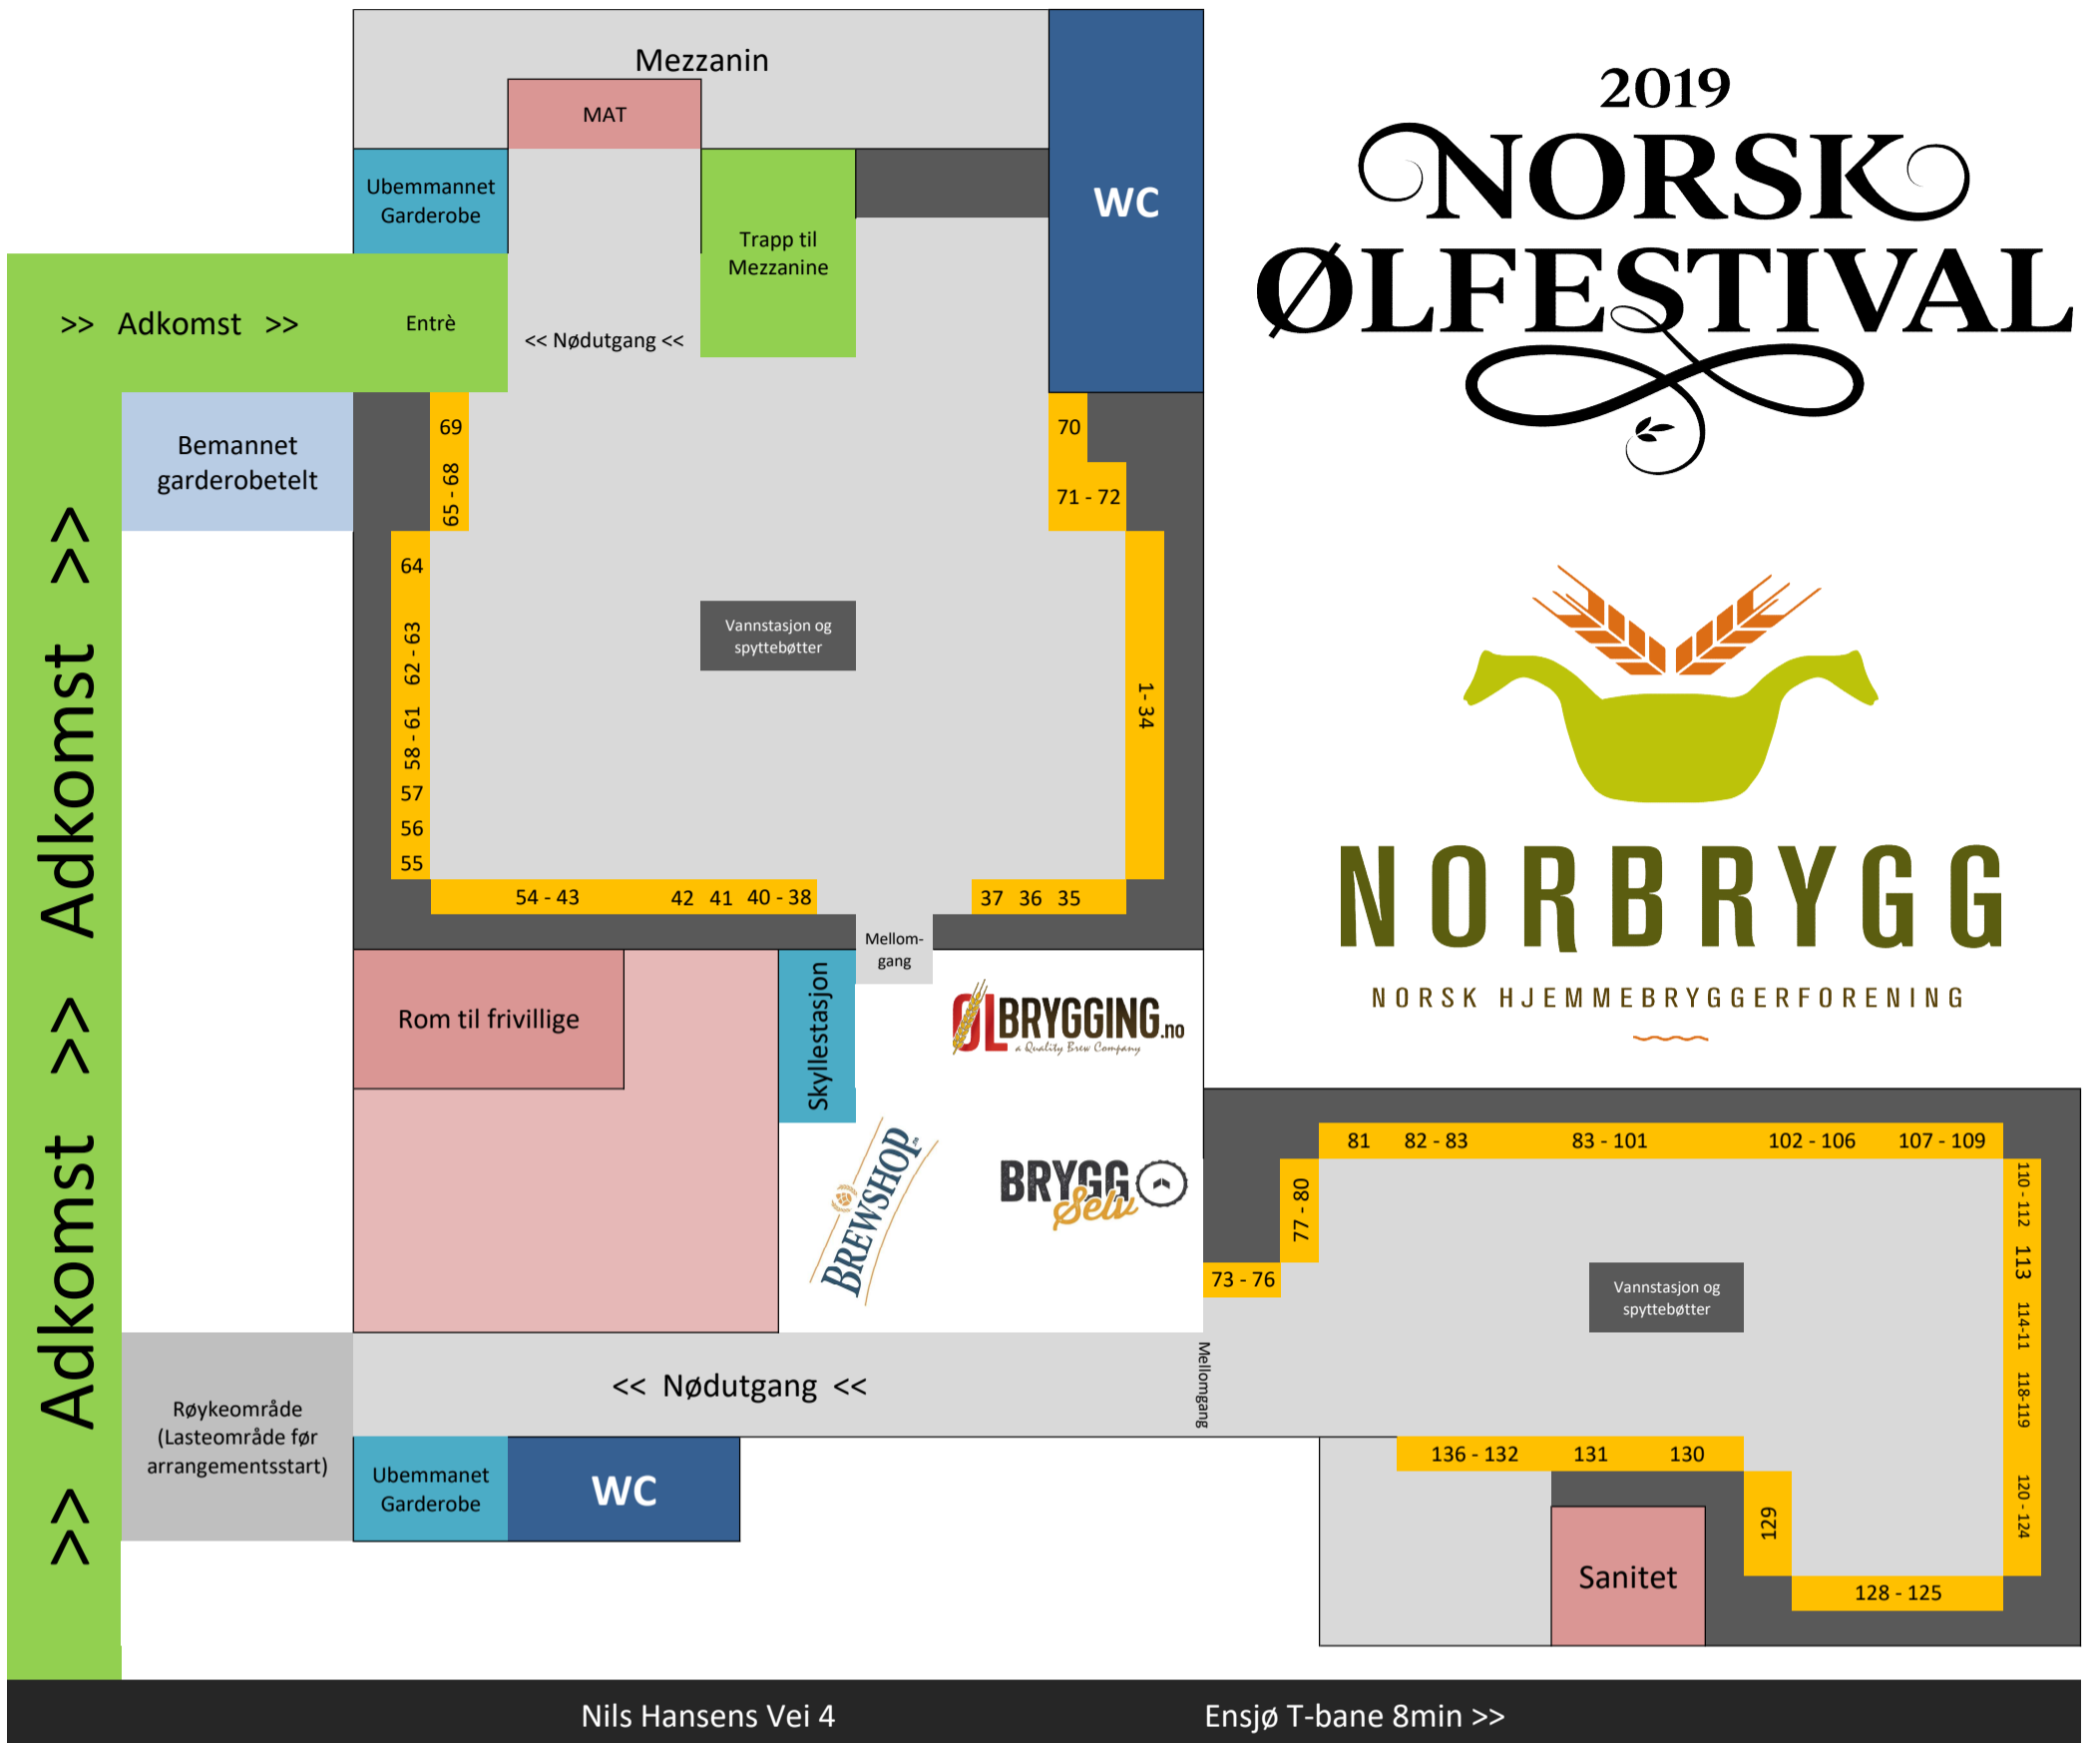 Mezzanin
MAT
Ubemmannet
Garderobe
Trapp til
Mezzanine
WC
>> Adkomst >>
Entrè
<< Nødutgang <<
Bemannet
garderobetelt
69
65 - 68
70
71 - 72
64
62 - 63
58 - 61
57
56
55
Vannstasjon og
spyttebøtter
1- 34
54 - 43
42
41
40 - 38
37
36
35
Mellom-
gang
Rom til frivillige
Skyllestasjon
ØLBRYGGING.no
a Quality Brew Company
BREWSHOP.no
BRYGG
Selv
>> Adkomst >> Adkomst >> Adkomst >>
<< Nødutgang <<
Mellomgang
Røykeområde
(Lasteområde før
arrangementsstart)
Ubemmanet
Garderobe
WC
2019
NORSK
ØLFESTIVAL
NORBRYGG
NORSK HJEMMEBRYGGERFORENING
81
82 - 83
83 - 101
102 - 106
107 - 109
80 - 77
73 - 76
110 - 112
113
114-11
118-119
120 - 124
Vannstasjon og
spyttebøtter
136 - 132
131
130
129
128 - 125
Sanitet
Nils Hansens Vei 4
Ensjø T-bane 8min >>